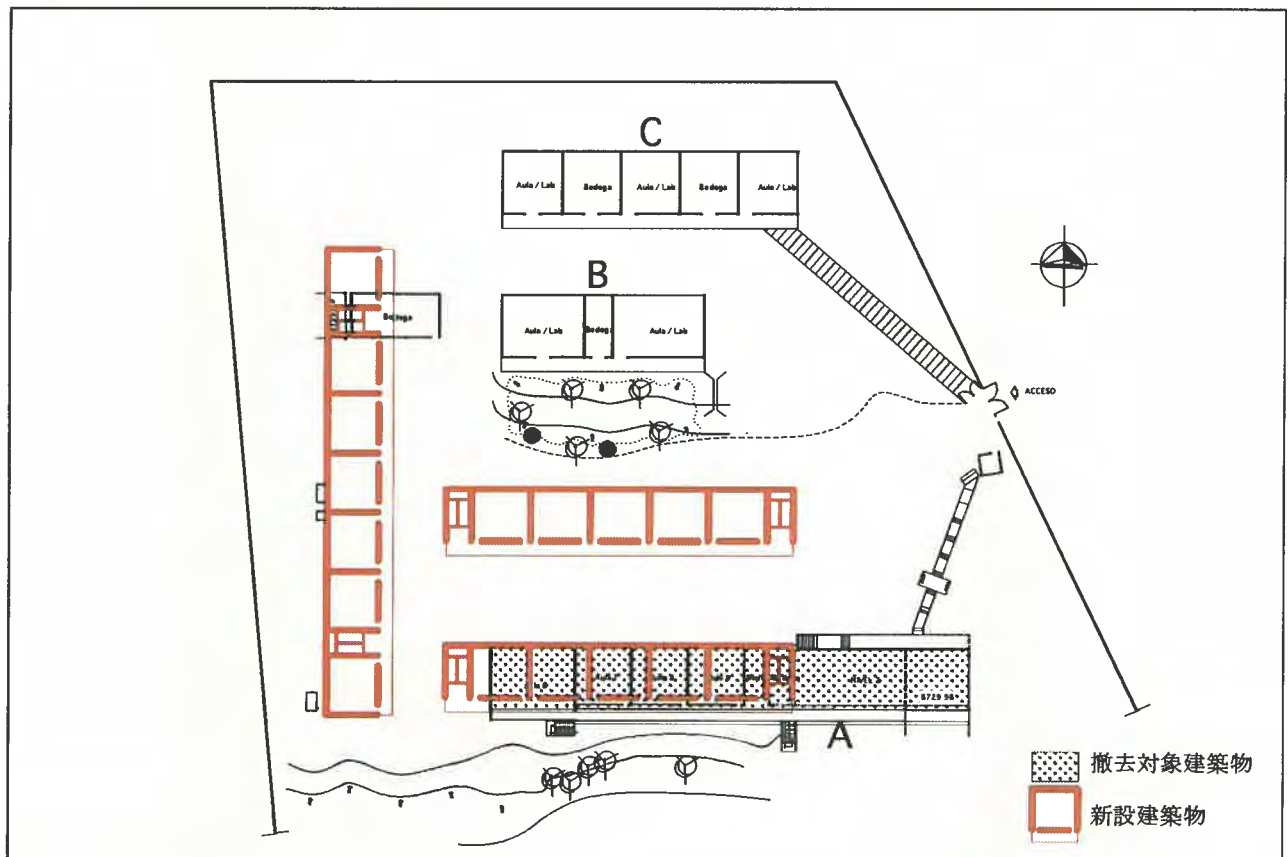 C
Aula / Lab
Bodega
Aula / Lab
Bodega
Aula / Lab
B
Aula / Lab
Bodega
Aula / Lab
Bodega
ACCESO
A
撤去対象建築物
新設建築物